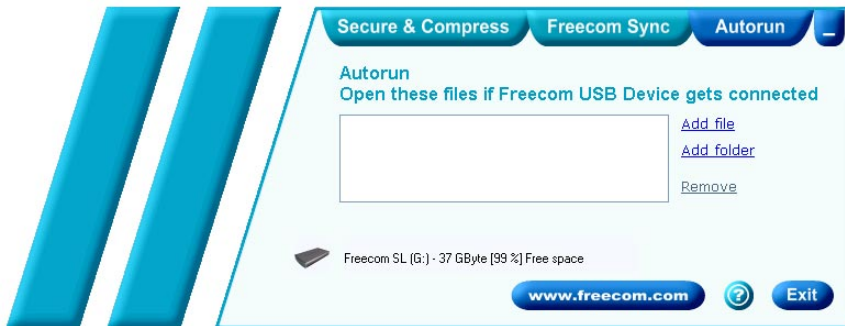 Secure & Compress Freecom Sync Autorun _
Autorun
Open these files if Freecom USB Device gets connected
Add file
Add folder
Remove
Freecom SL (G:) - 37 GByte [99 %] Free space
www.freecom.com ? Exit